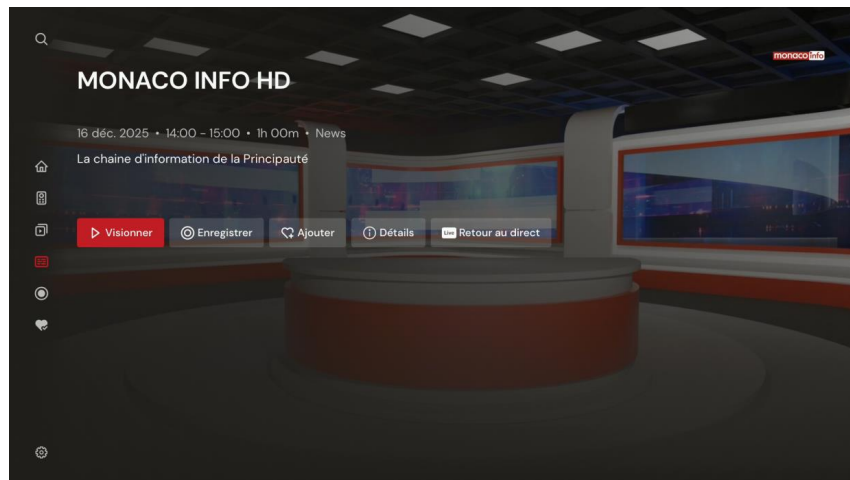 monaco info
MONACO INFO HD
16 déc. 2025 • 14:00 - 15:00 • 1h 00m • News
La chaine d'information de la Principauté
Visionner
Enregistrer
Ajouter
Détails
Live Retour au direct